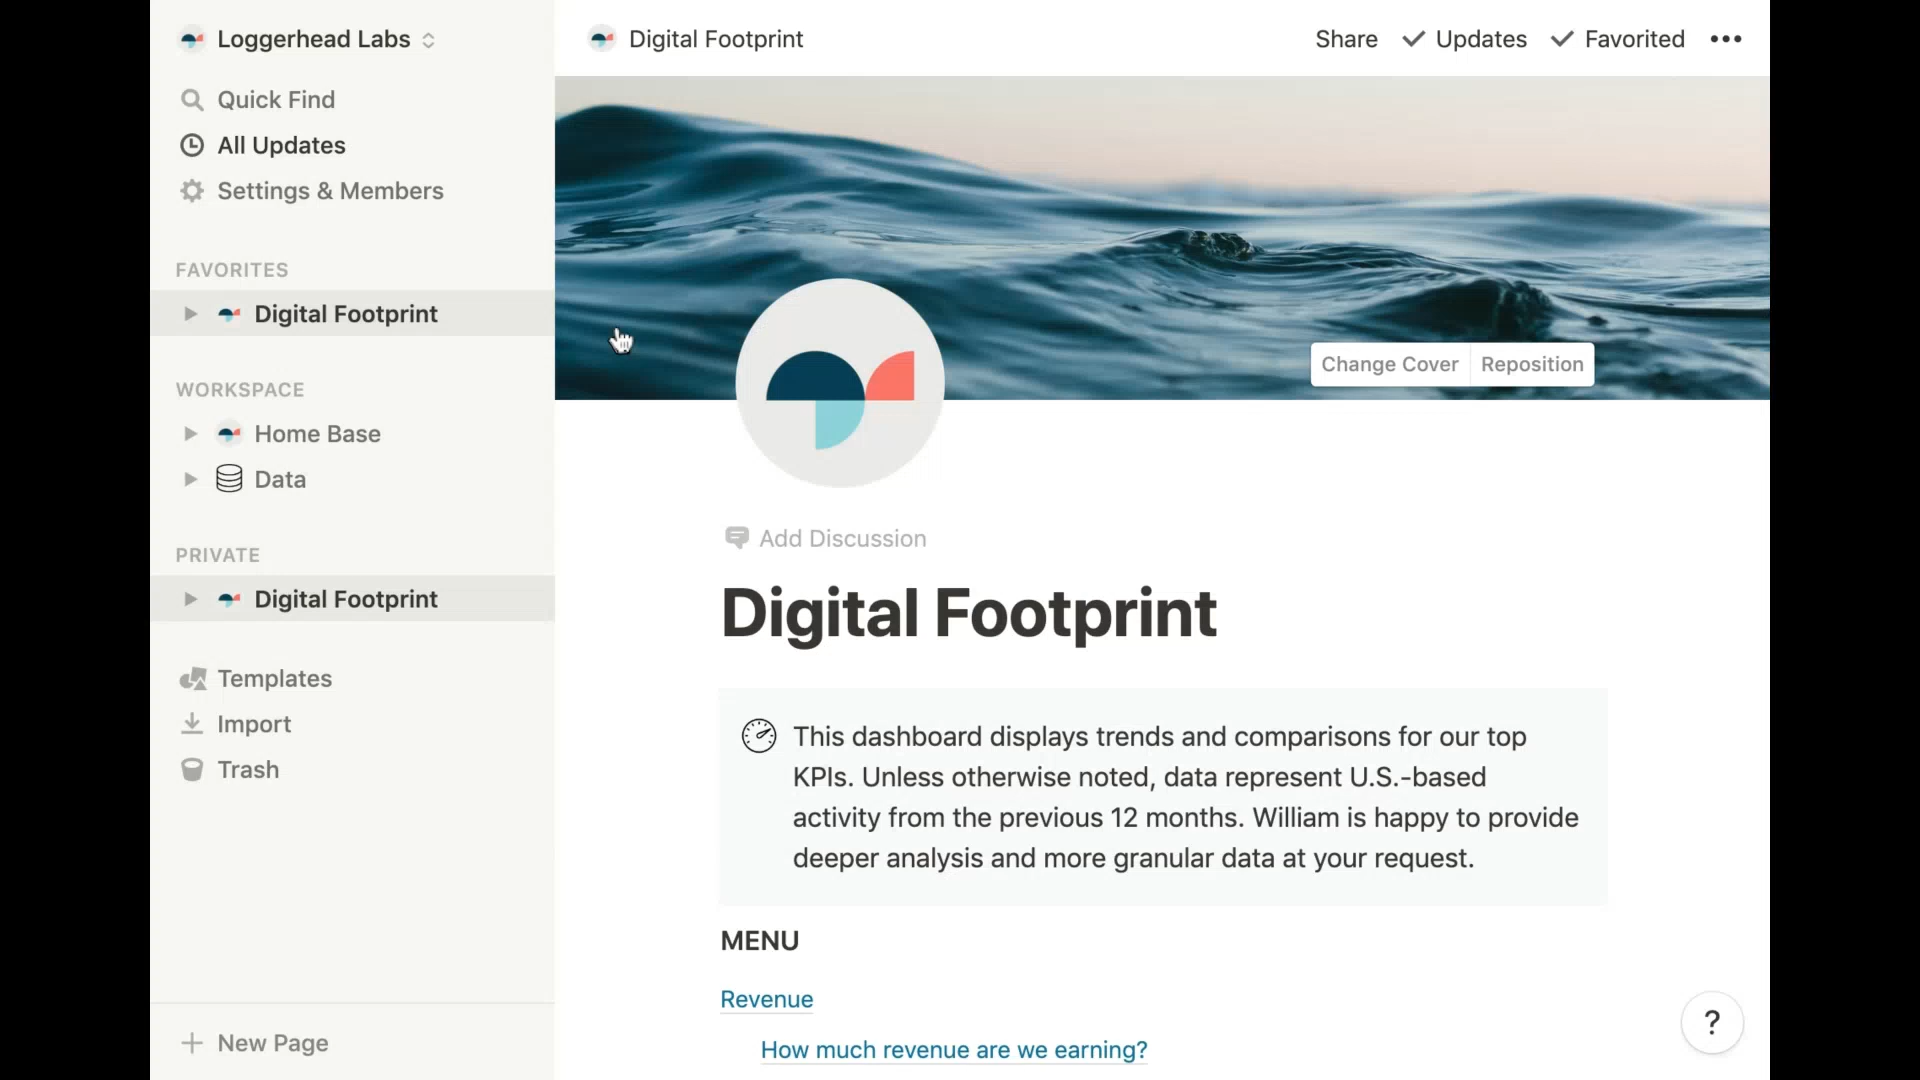 Loggerhead Labs
Quick Find
All Updates
Settings & Members
FAVORITES
Digital Footprint
WORKSPACE
Home Base
Data
PRIVATE
Digital Footprint
Templates
Import
Trash
New Page
Digital Footprint
Share Updates Favorited
Change Cover Reposition
Add Discussion
Digital Footprint
This dashboard displays trends and comparisons for our top
KPIs. Unless otherwise noted, data represent U.S.-based
activity from the previous 12 months. William is happy to provide
deeper analysis and more granular data at your request.
MENU
Revenue
How much revenue are we earning?
?